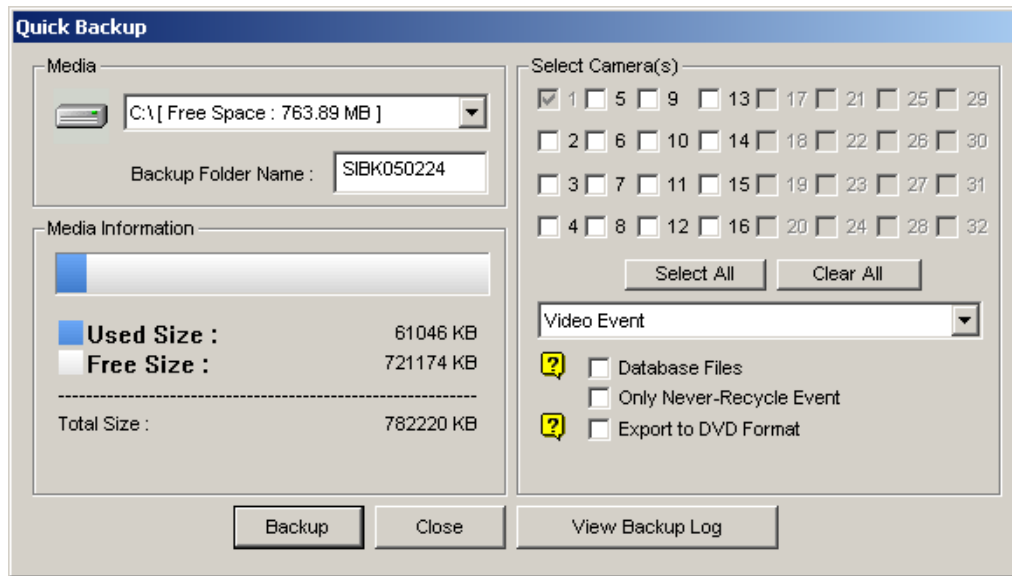 Quick Backup
Media
C:\[ Free Space : 763.89 MB ]
Backup Folder Name : SIBK050224
Media Information
Used Size : 61046 KB
Free Size : 721174 KB
Total Size : 782220 KB
Select Camera(s)
1 5 9 13 17 21 25 29
2 6 10 14 18 22 26 30
3 7 11 15 19 23 27 31
4 8 12 16 20 24 28 32
Select All Clear All
Video Event
? Database Files
Only Never-Recycle Event
? Export to DVD Format
Backup Close View Backup Log